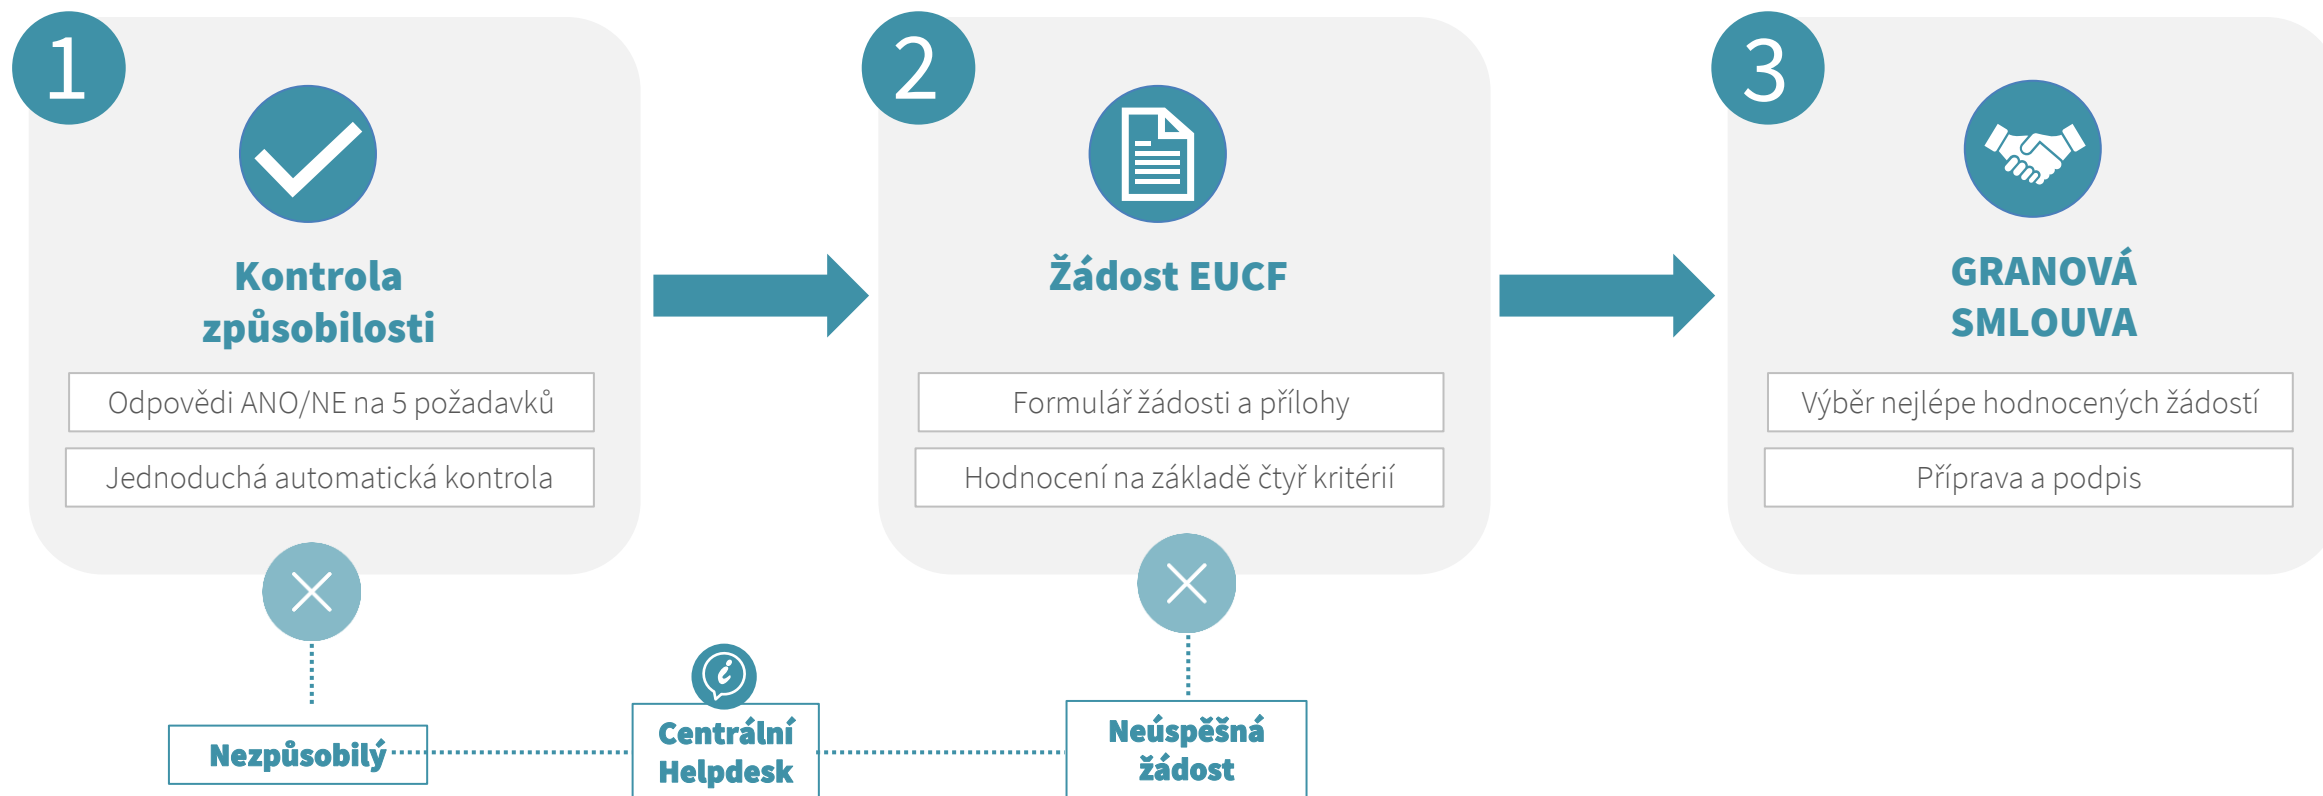 1
Kontrola
způsobilosti
Odpovědi ANO/NE na 5 požadavků
Jednoduchá automatická kontrola
2
Žádost EUCF
Formulář žádosti a přílohy
Hodnocení na základě čtyř kritérií
3
GRANOVÁ
SMLOUVA
Výběr nejlépe hodnocených žádostí
Příprava a podpis
Nezpůsobilý
i
Centrální
Helpdesk
Neúspěšná
žádost